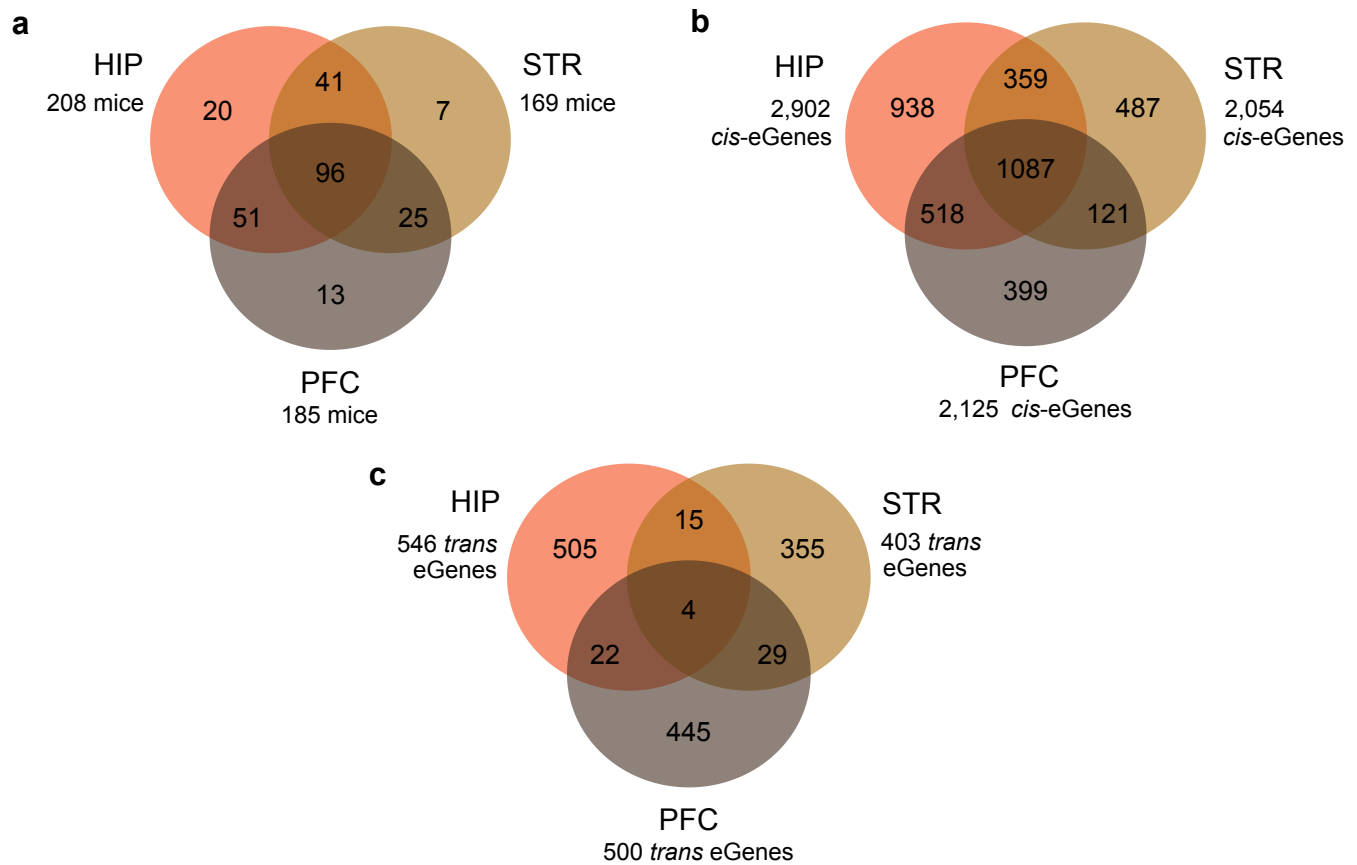 a
HIP
208 mice
STR
169 mice
20
41
7
96
51
25
13
PFC
185 mice
b
HIP
2,902
cis-eGenes
STR
2,054
cis-eGenes
938
359
487
1087
518
121
399
PFC
2,125 cis-eGenes
c
HIP
546 trans
eGenes
STR
403 trans
eGenes
505
15
355
4
22
29
445
PFC
500 trans eGenes